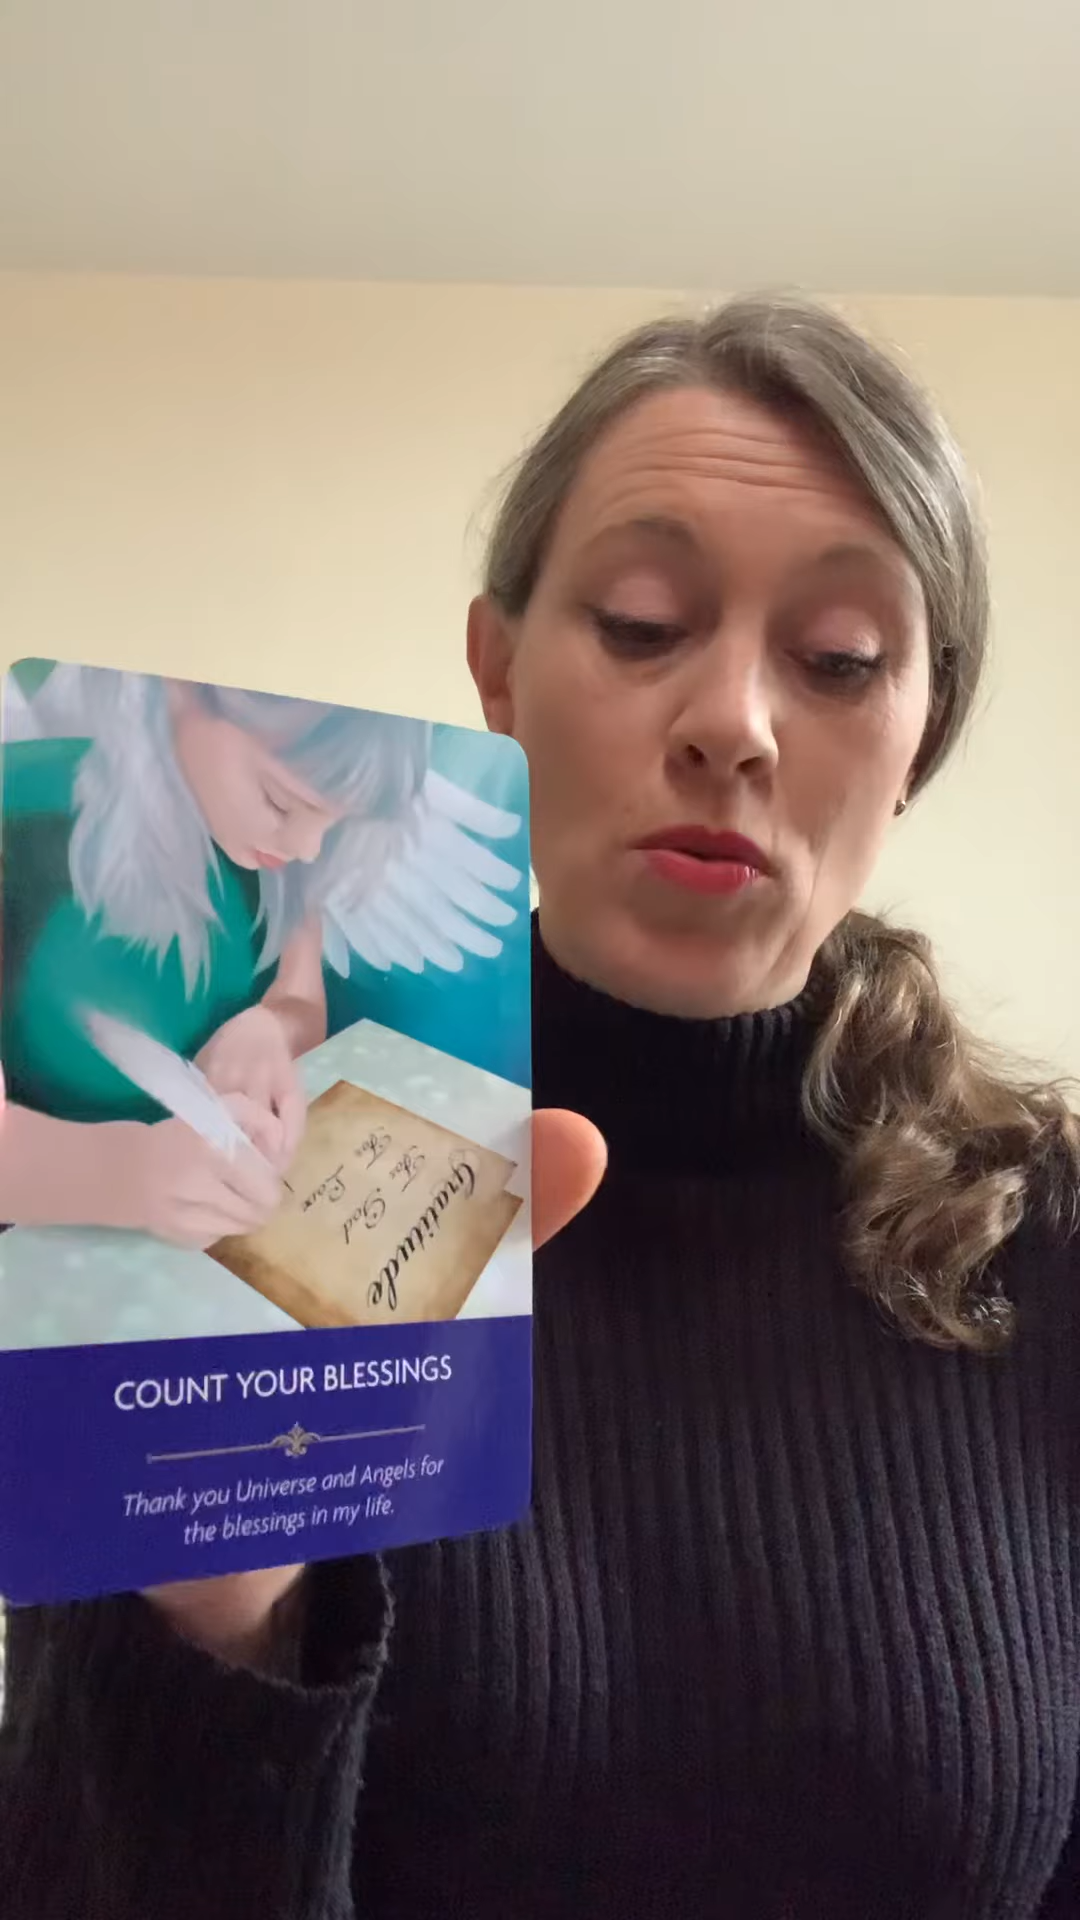 Gratitude
For God
For Love
For
COUNT YOUR BLESSINGS
Thank you Universe and Angels for
the blessings in my life.